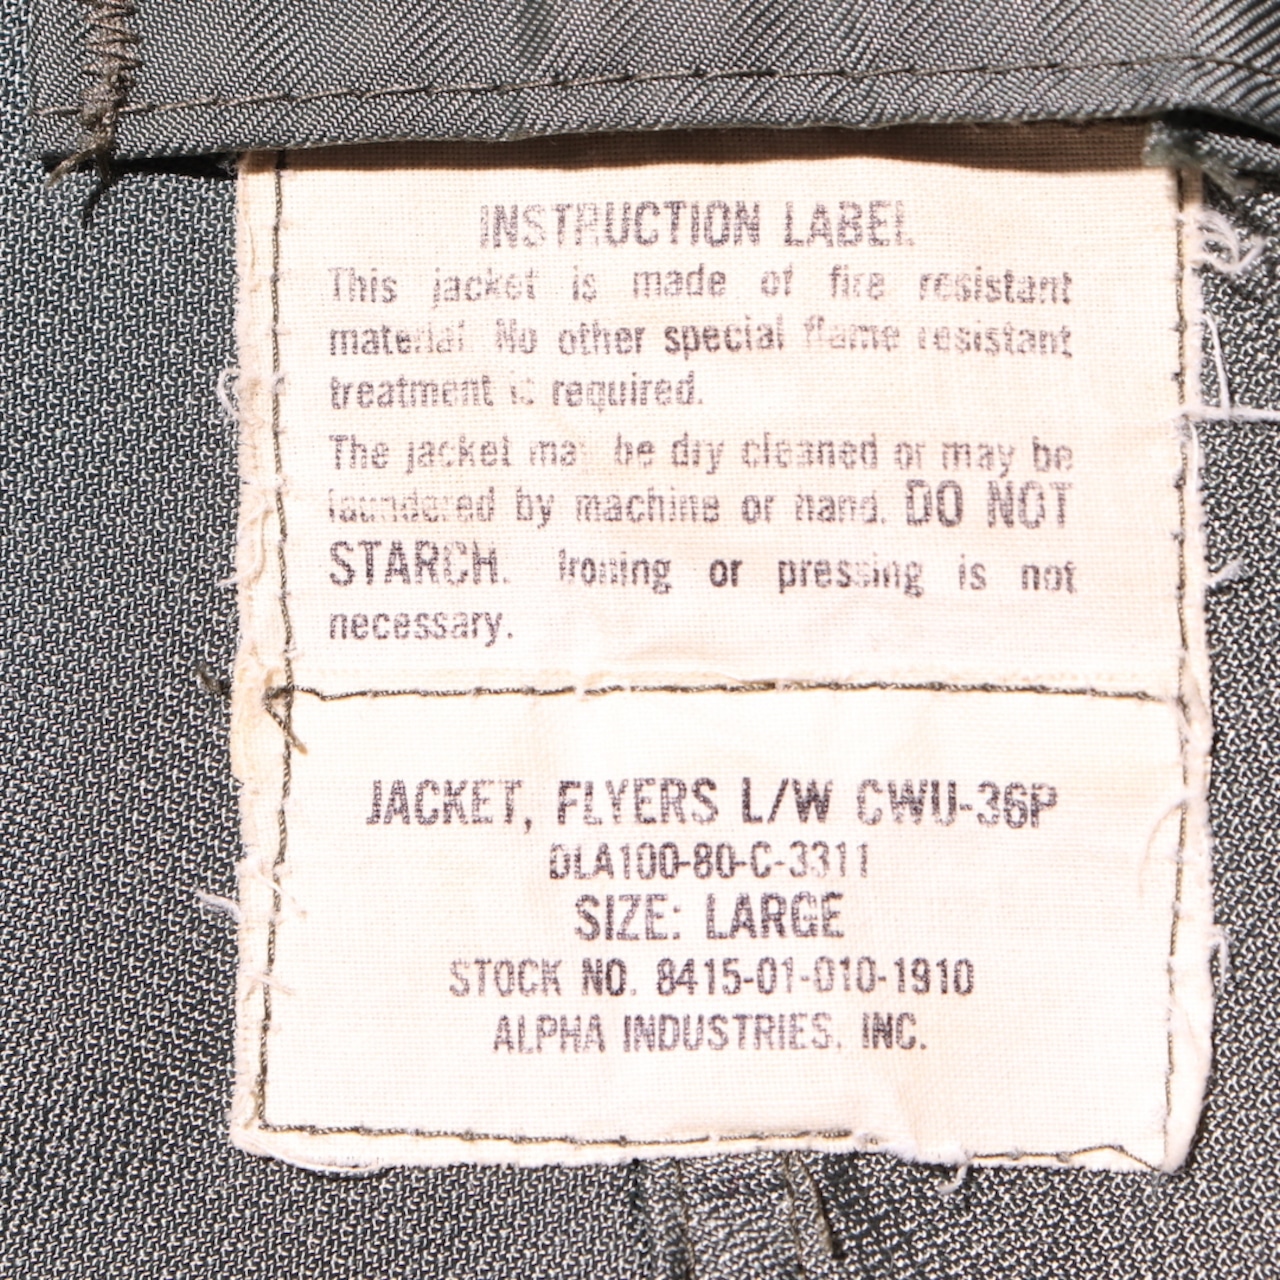 INSTRUCTION LABEL
This jacket is made of fire resistant
material. No other special flame resistant
treatment is required.
The jacket may be dry cleaned or may be
laundered by machine or hand. DO NOT
STARCH. Ironing or pressing is not
necessary.
JACKET, FLYERS L/W CWU-36P
DLA100-80-C-3311
SIZE: LARGE
STOCK NO. 8415-01-010-1910
ALPHA INDUSTRIES, INC.